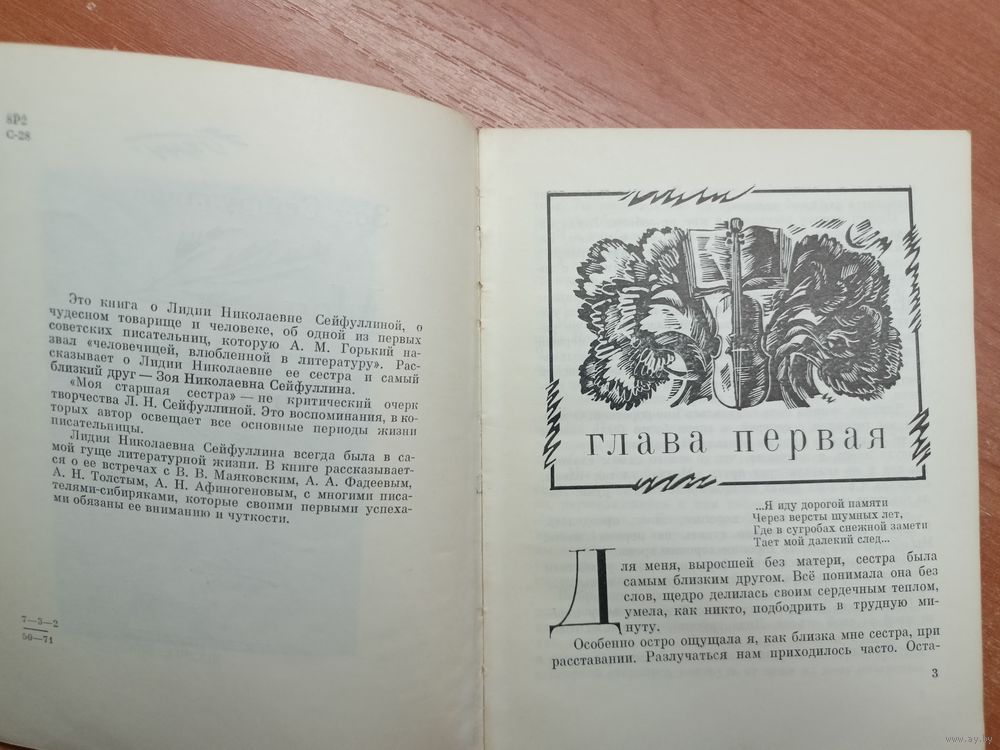 8Р2
С-28
Это книга о Лидии Николаевне Сейфуллиной, о
чудесном товарище и человеке, об одной из первых
советских писательниц, которую А. М. Горький на-
звал «человечицей, влюбленной в литературу». Рас-
сказывает о Лидии Николаевне ее сестра и самый
близкий друг — Зоя Николаевна Сейфуллина.
«Моя старшая сестра» — не критический очерк
творчества Л. Н. Сейфуллиной. Это воспоминания, в ко-
торых автор освещает все основные периоды жизни
писательницы.
Лидия Николаевна Сейфуллина всегда была в са-
мой гуще литературной жизни. В книге рассказывает-
ся о ее встречах с В. В. Маяковским, А. А. Фадеевым,
А. Н. Толстым, А. Н. Афиногеновым, с многими писа-
телями-сибиряками, которые своими первыми успеха-
ми обязаны ее вниманию и чуткости.
7—3—2
50—71
глава первая
...Я иду дорогой памяти
Через версты шумных лет,
Где в сугробах снежной замети
Тает мой далекий след...
Для меня, выросшей без матери, сестра была
самым близким другом. Всё понимала она без
слов, щедро делилась своим сердечным теплом,
умела, как никто, подбодрить в трудную ми-
нуту.
Особенно остро ощущала я, как близка мне сестра, при
расставании. Разлучаться нам приходилось часто. Оста-
3
www.ay.by